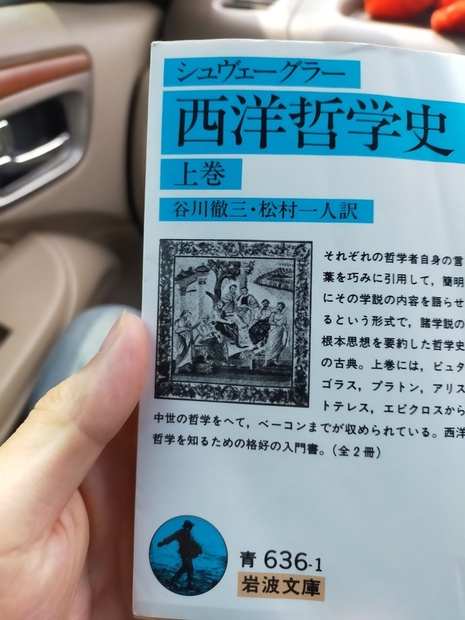 シュヴェーグラー
西洋哲学史
上巻
谷川徹三・松村一人訳
それぞれの哲学者自身の言
葉を巧みに引用して，簡明
にその学説の内容を語らせ
るという形式で，諸学説の
根本思想を要約した哲学史
の古典。上巻には，ピュタ
ゴラス，プラトン，アリス
トテレス，エピクロスから
中世の哲学をへて，ベーコンまでが収められている。西洋
哲学を知るための格好の入門書。（全2冊）
青 636-1
岩波文庫